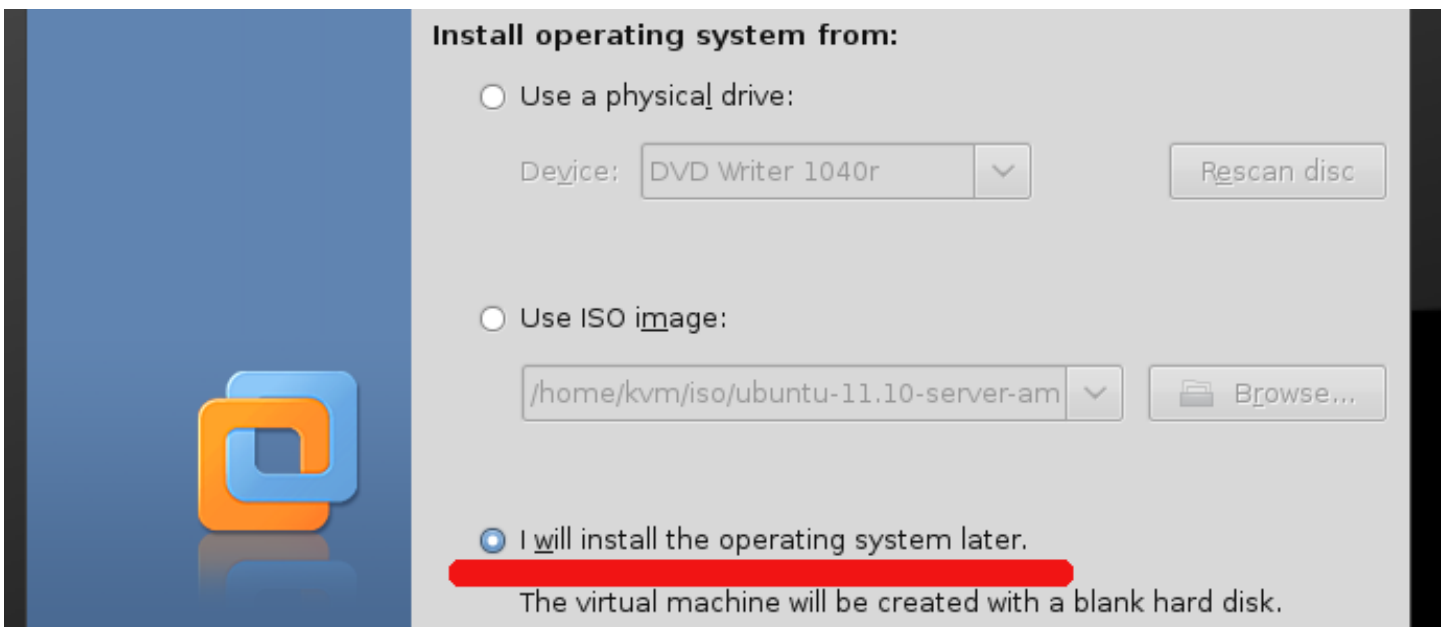 Install operating system from:
Use a physical drive:
Device: DVD Writer 1040r Rescan disc
Use ISO image:
/home/kvm/iso/ubuntu-11.10-server-am Browse...
I will install the operating system later.
The virtual machine will be created with a blank hard disk.